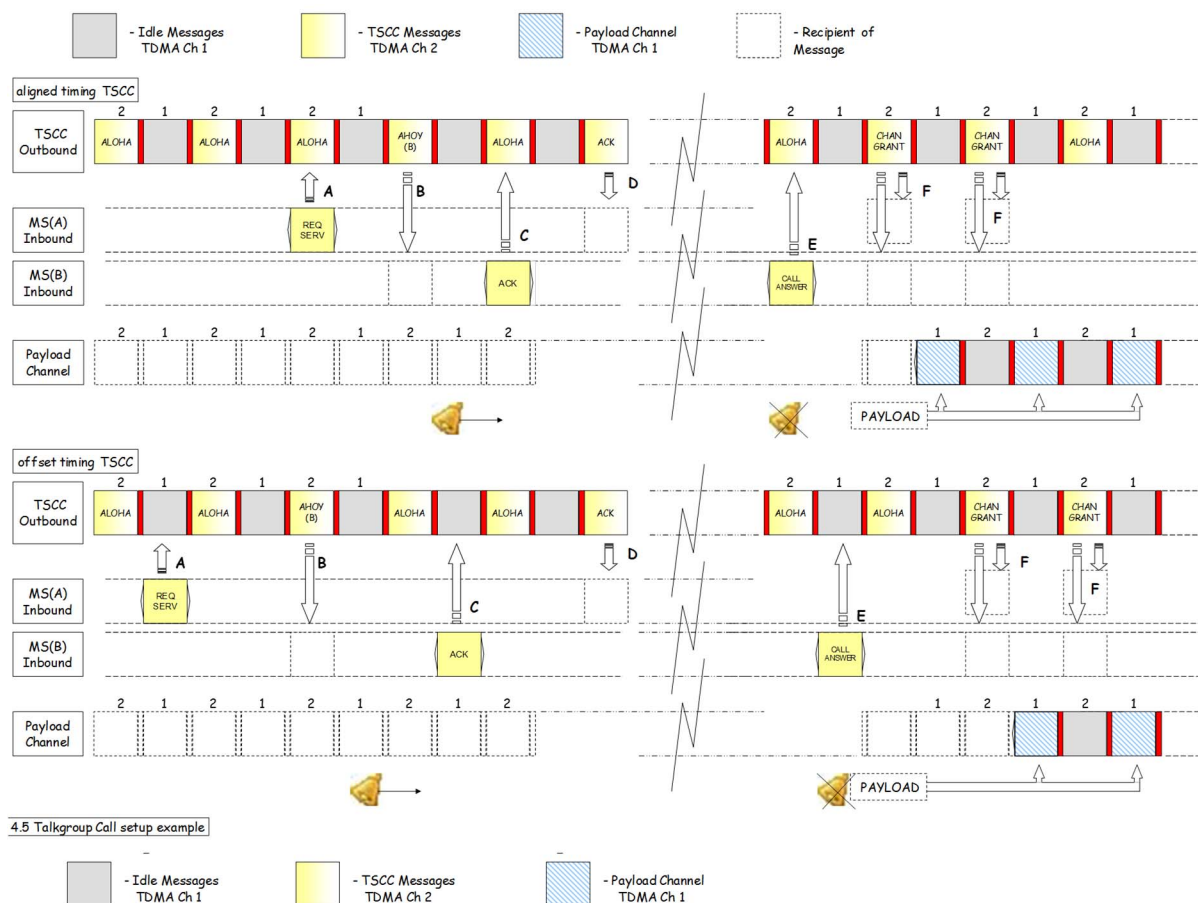 - Idle Messages
TDMA Ch 1
- TSCC Messages
TDMA Ch 2
- Payload Channel
TDMA Ch 1
- Recipient of
Message
aligned timing TSCC
2 1 2 1 2 1 2 2 1 2 1 2 1 2 1
TSCC
Outbound
ALOHA ALOHA ALOHA AHOY
(B) ALOHA ACK ALOHA CHAN
GRANT CHAN
GRANT ALOHA
A B C D E F F
MS(A)
Inbound
REQ
SERV
MS(B)
Inbound
ACK
CALL
ANSWER
2 1 2 1 2 1 2 1 2 1 2 1 2 1
Payload
Channel
PAYLOAD
offset timing TSCC
2 1 2 1 2 1 2 1 2 1 2 1 2 1
TSCC
Outbound
ALOHA ALOHA AHOY
(B) ALOHA ALOHA ACK ALOHA ALOHA CHAN
GRANT CHAN
GRANT
A B C D E F F
MS(A)
Inbound
REQ
SERV
MS(B)
Inbound
ACK
CALL
ANSWER
2 1 2 1 2 1 2 1 2 1 2 1 2 1
Payload
Channel
PAYLOAD
4.5 Talkgroup Call setup example
- Idle Messages
TDMA Ch 1
- TSCC Messages
TDMA Ch 2
- Payload Channel
TDMA Ch 1